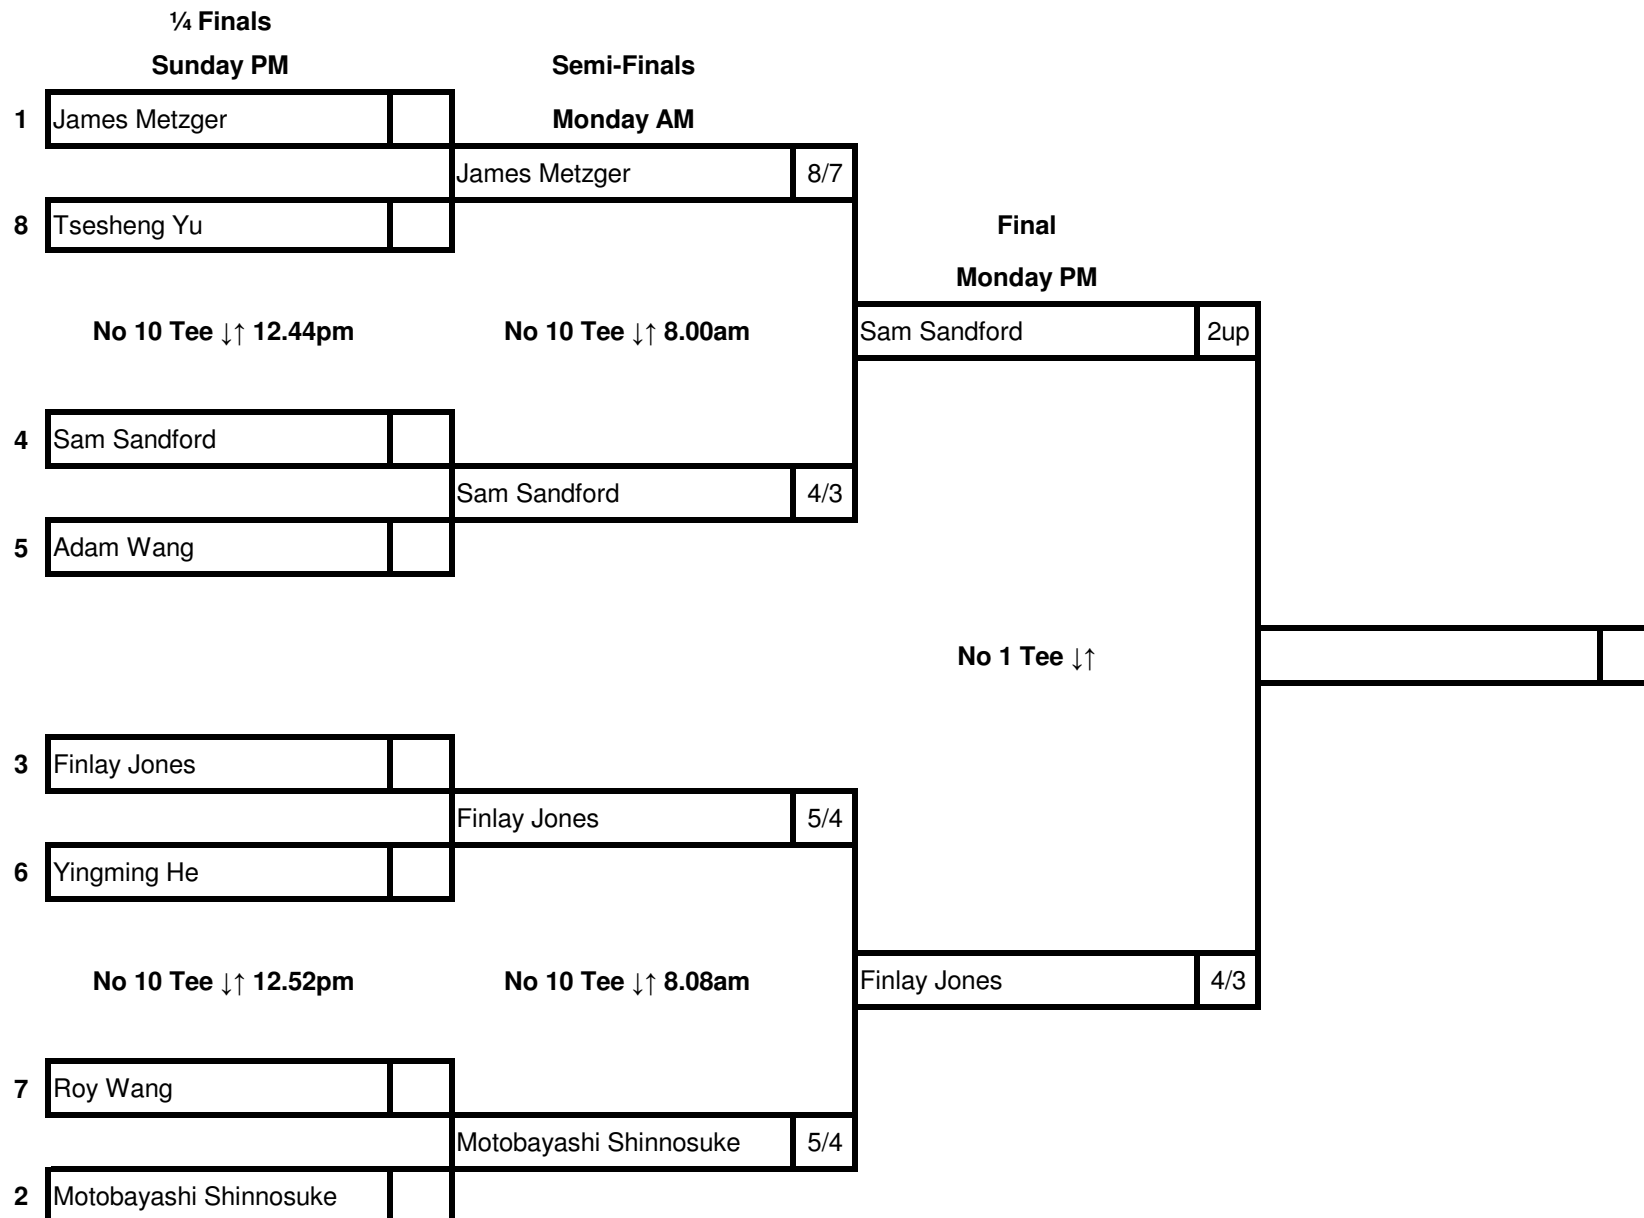 ¼ Finals
Sunday PM
Semi-Finals
1 James Metzger
Monday AM
James Metzger 8/7
8 Tsesheng Yu
Final
Monday PM
No 10 Tee ↓↑ 12.44pm
No 10 Tee ↓↑ 8.00am
Sam Sandford 2up
4 Sam Sandford
Sam Sandford 4/3
5 Adam Wang
No 1 Tee ↓↑
3 Finlay Jones
Finlay Jones 5/4
6 Yingming He
No 10 Tee ↓↑ 12.52pm
No 10 Tee ↓↑ 8.08am
Finlay Jones 4/3
7 Roy Wang
Motobayashi Shinnosuke 5/4
2 Motobayashi Shinnosuke